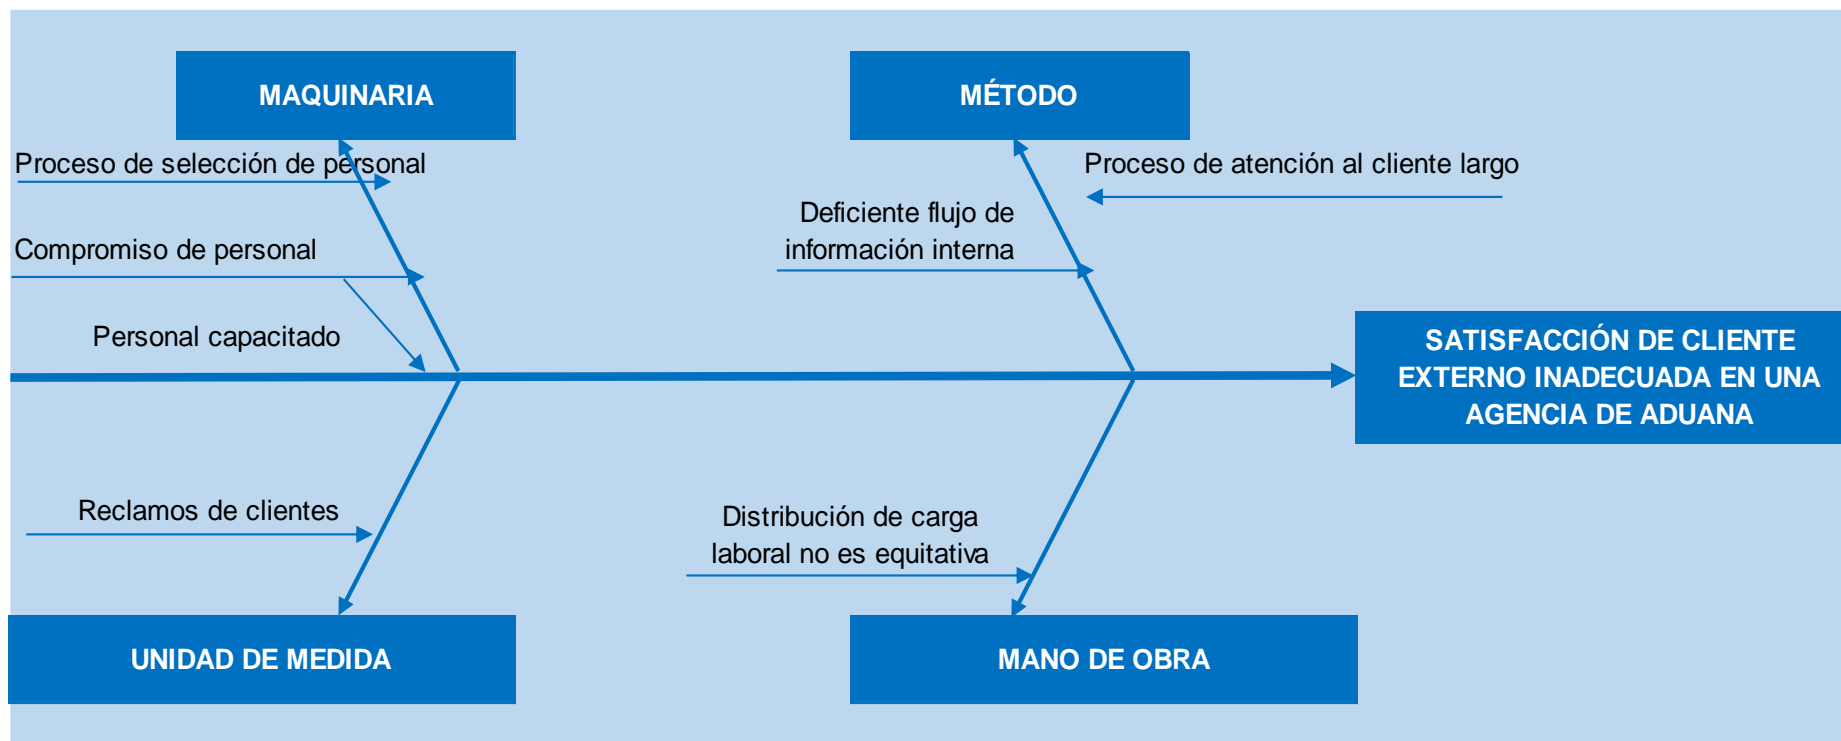 MAQUINARIA
MÉTODO
Proceso de selección de personal
Proceso de atención al cliente largo
Deficiente flujo de
información interna
Compromiso de personal
Personal capacitado
SATISFACCIÓN DE CLIENTE
EXTERNO INADECUADA EN UNA
AGENCIA DE ADUANA
Reclamos de clientes
Distribución de carga
laboral no es equitativa
UNIDAD DE MEDIDA
MANO DE OBRA